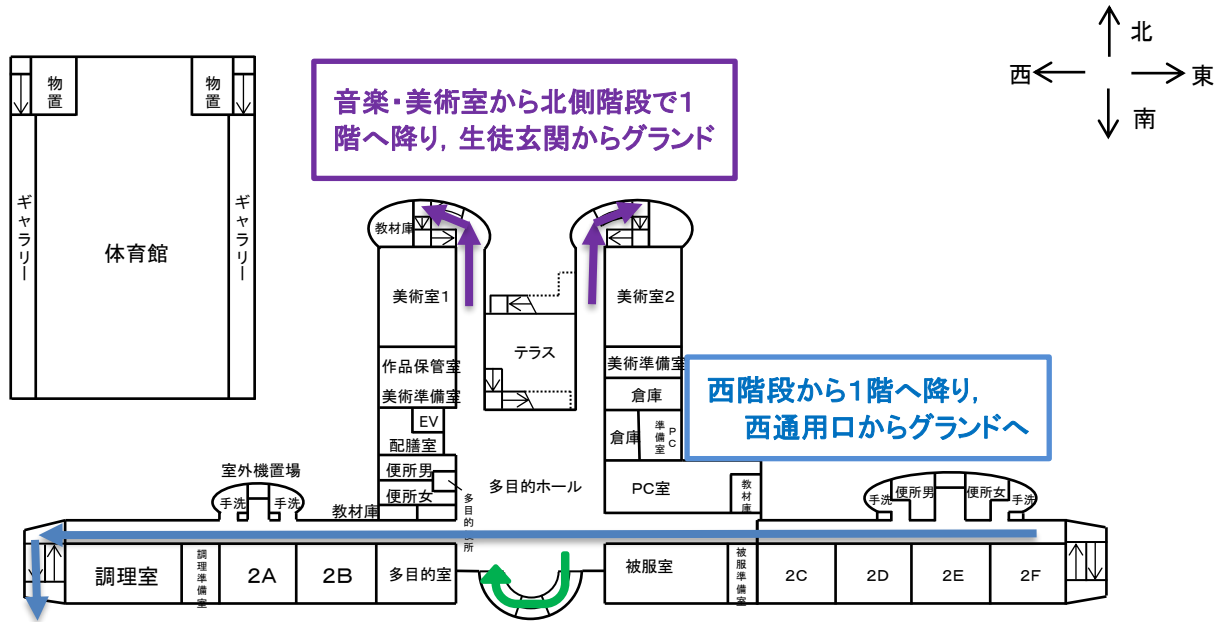 北
西
東
南
物置
物置
音楽・美術室から北側階段で1
階へ降り，生徒玄関からグランド
ギャラリー
体育館
ギャラリー
教材庫
美術室1
美術室2
テラス
作品保管室
美術準備室
美術準備室
倉庫
西階段から1階へ降り，
西通用口からグランドへ
EV
配膳室
倉庫
PC準備室
室外機置場
便所男
便所女
多目的ホール
PC室
教材庫
手洗
手洗
手洗
便所男
便所女
手洗
教材庫
多目的便所
調理室
調理準備室
2A
2B
多目的室
被服室
被服準備室
2C
2D
2E
2F